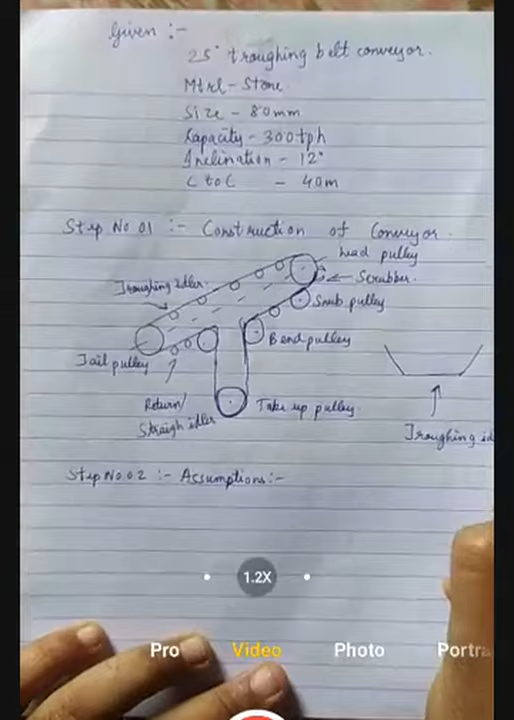 Given :-
25° troughing belt conveyor.
Mtrl - Stone.
Size - 80mm
Capacity - 300tph
Inclination - 12°
C to C - 40m
Step No 01 :- Construction of Conveyor.
head pulley
Troughing idler.
Scrubber.
Snub pulley
Bend pulley
Tail pulley
Return/
Straigh idler
Take up pulley.
Troughing id
Step No.02 :- Assumptions:-
1.2X
Pro Video Photo Portra